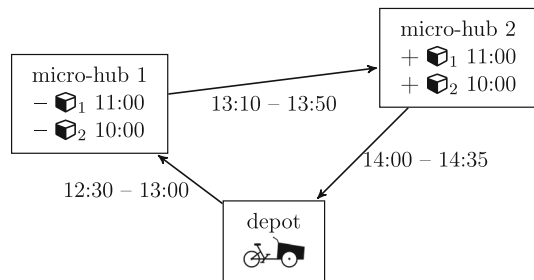 micro-hub 1
− 1 11:00
− 2 10:00
micro-hub 2
+ 1 11:00
+ 2 10:00
13:10 – 13:50
14:00 – 14:35
12:30 – 13:00
depot